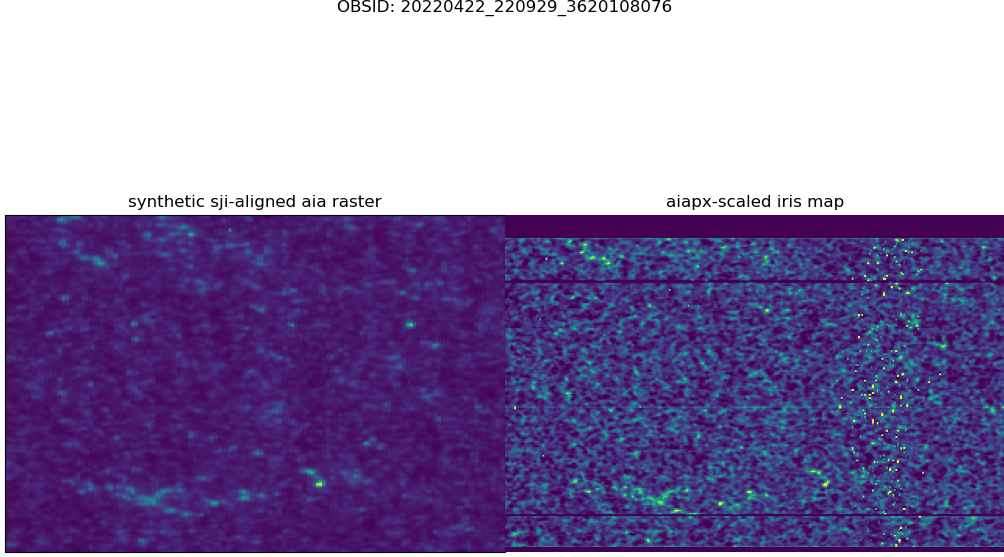 OBSID: 20220422_220929_3620108076
synthetic sji-aligned aia raster
aiapx-scaled iris map